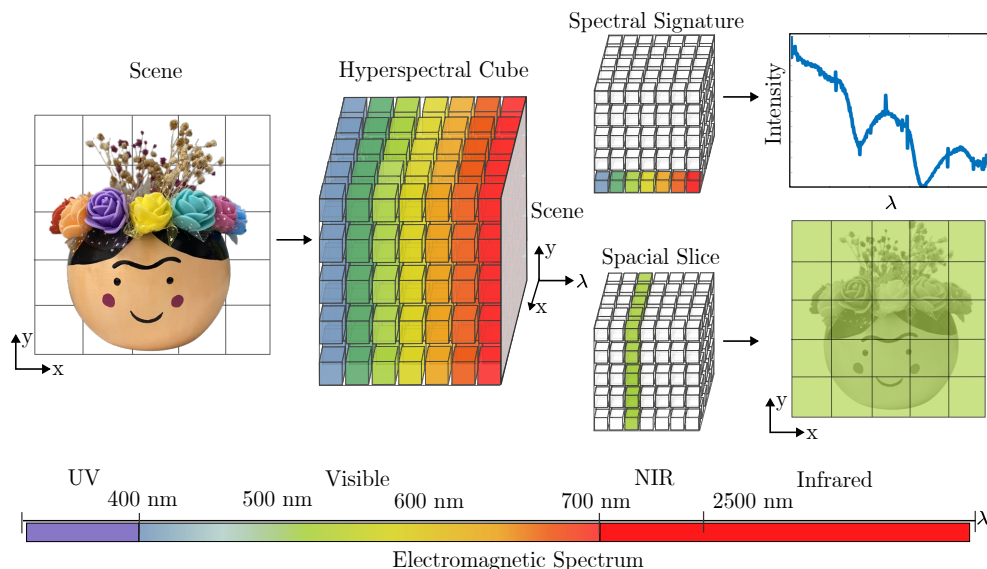 Spectral Signature
Scene
Hyperspectral Cube
Intensity
λ
Scene
y
λ
x
Spacial Slice
y
x
y
x
UV
Visible
NIR
Infrared
400 nm
500 nm
600 nm
700 nm
2500 nm
λ
Electromagnetic Spectrum